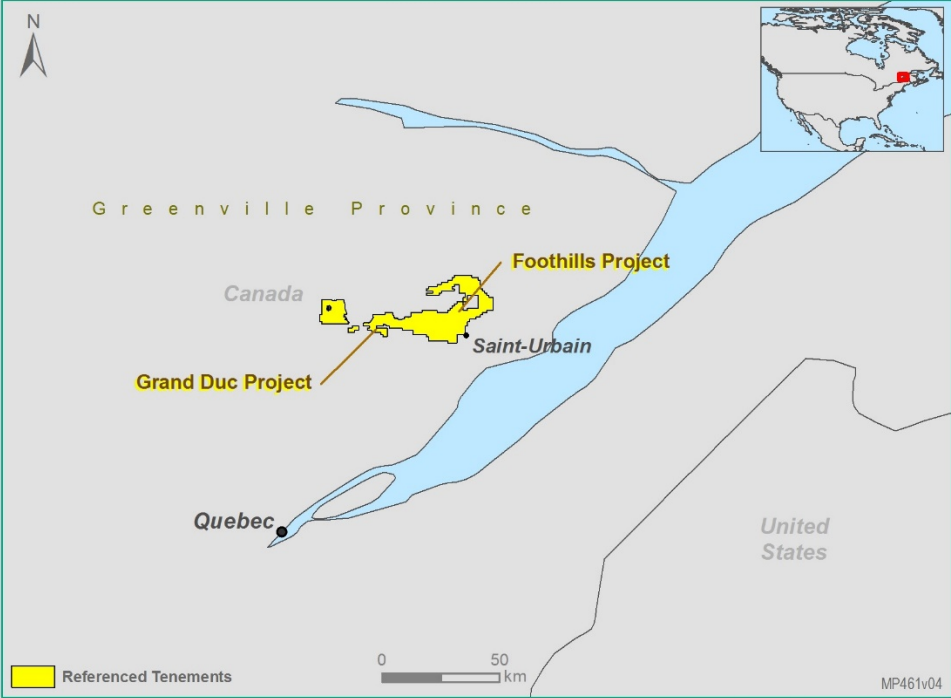 N
Greenville Province
Foothills Project
Canada
Saint-Urbain
Grand Duc Project
Quebec
United
States
Referenced Tenements
0 50
km
MP461v04